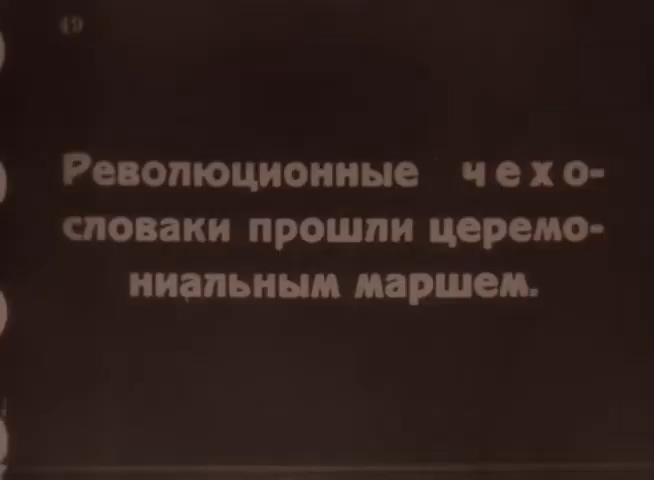 49
Революционные чехо-
словаки прошли церемо-
ниальным маршем.